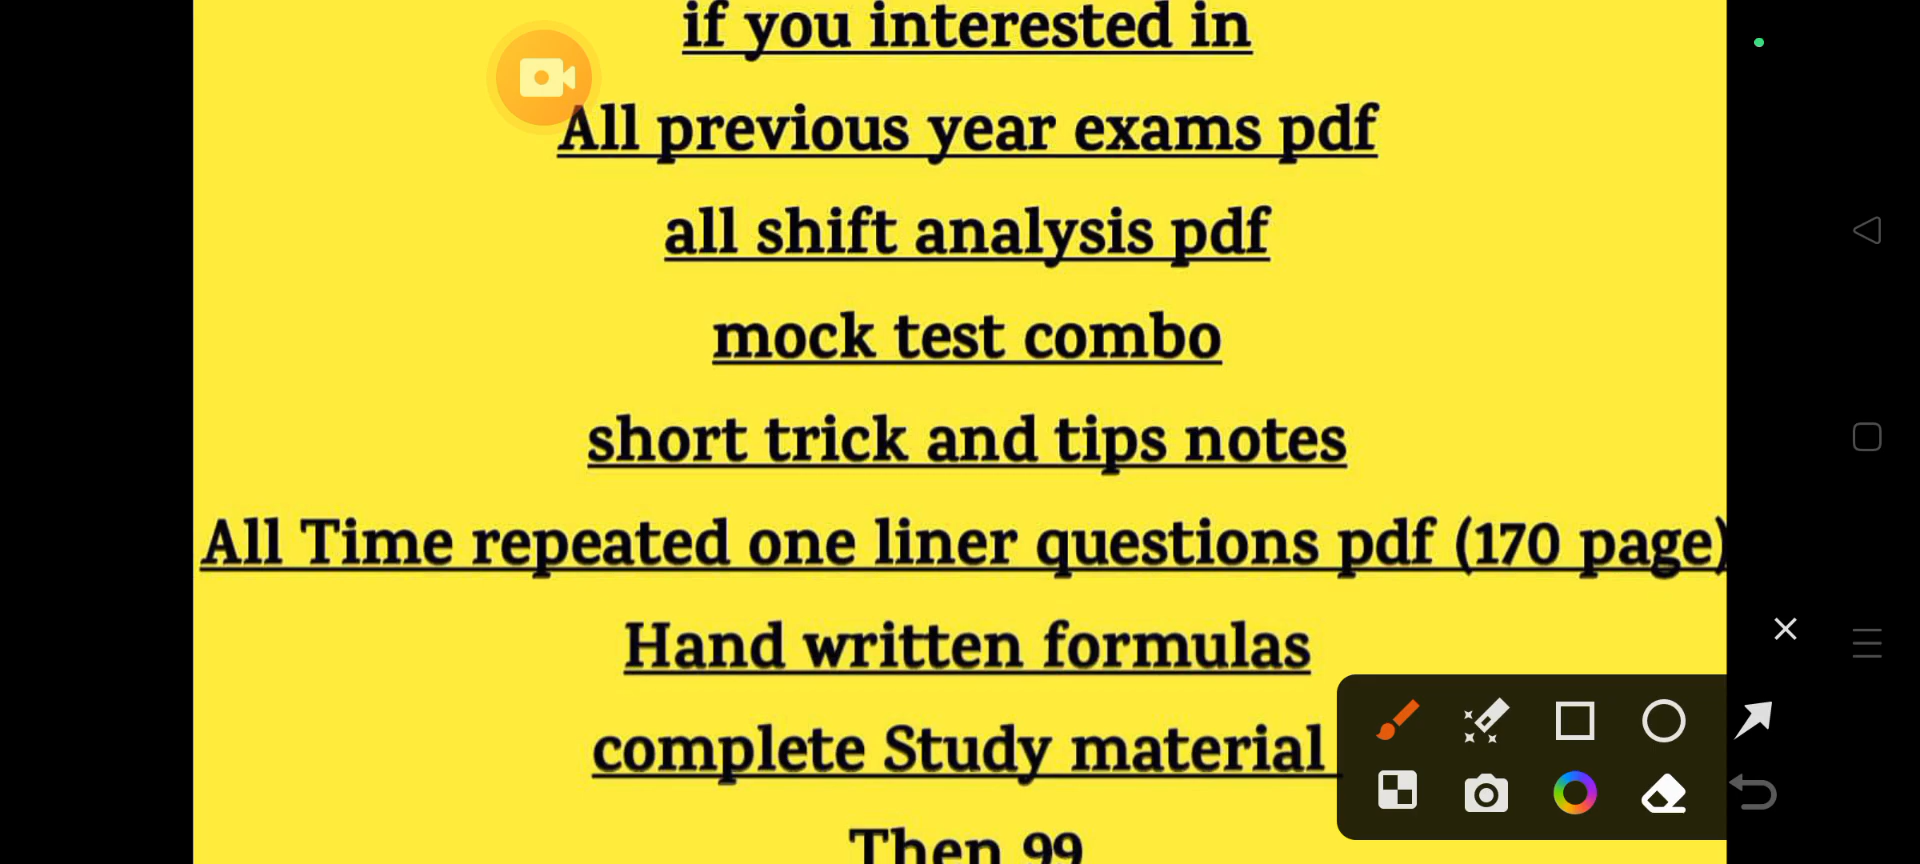 if you interested in
All previous year exams pdf
all shift analysis pdf
mock test combo
short trick and tips notes
All Time repeated one liner questions pdf (170 page)
Hand written formulas
complete Study material
Then 99